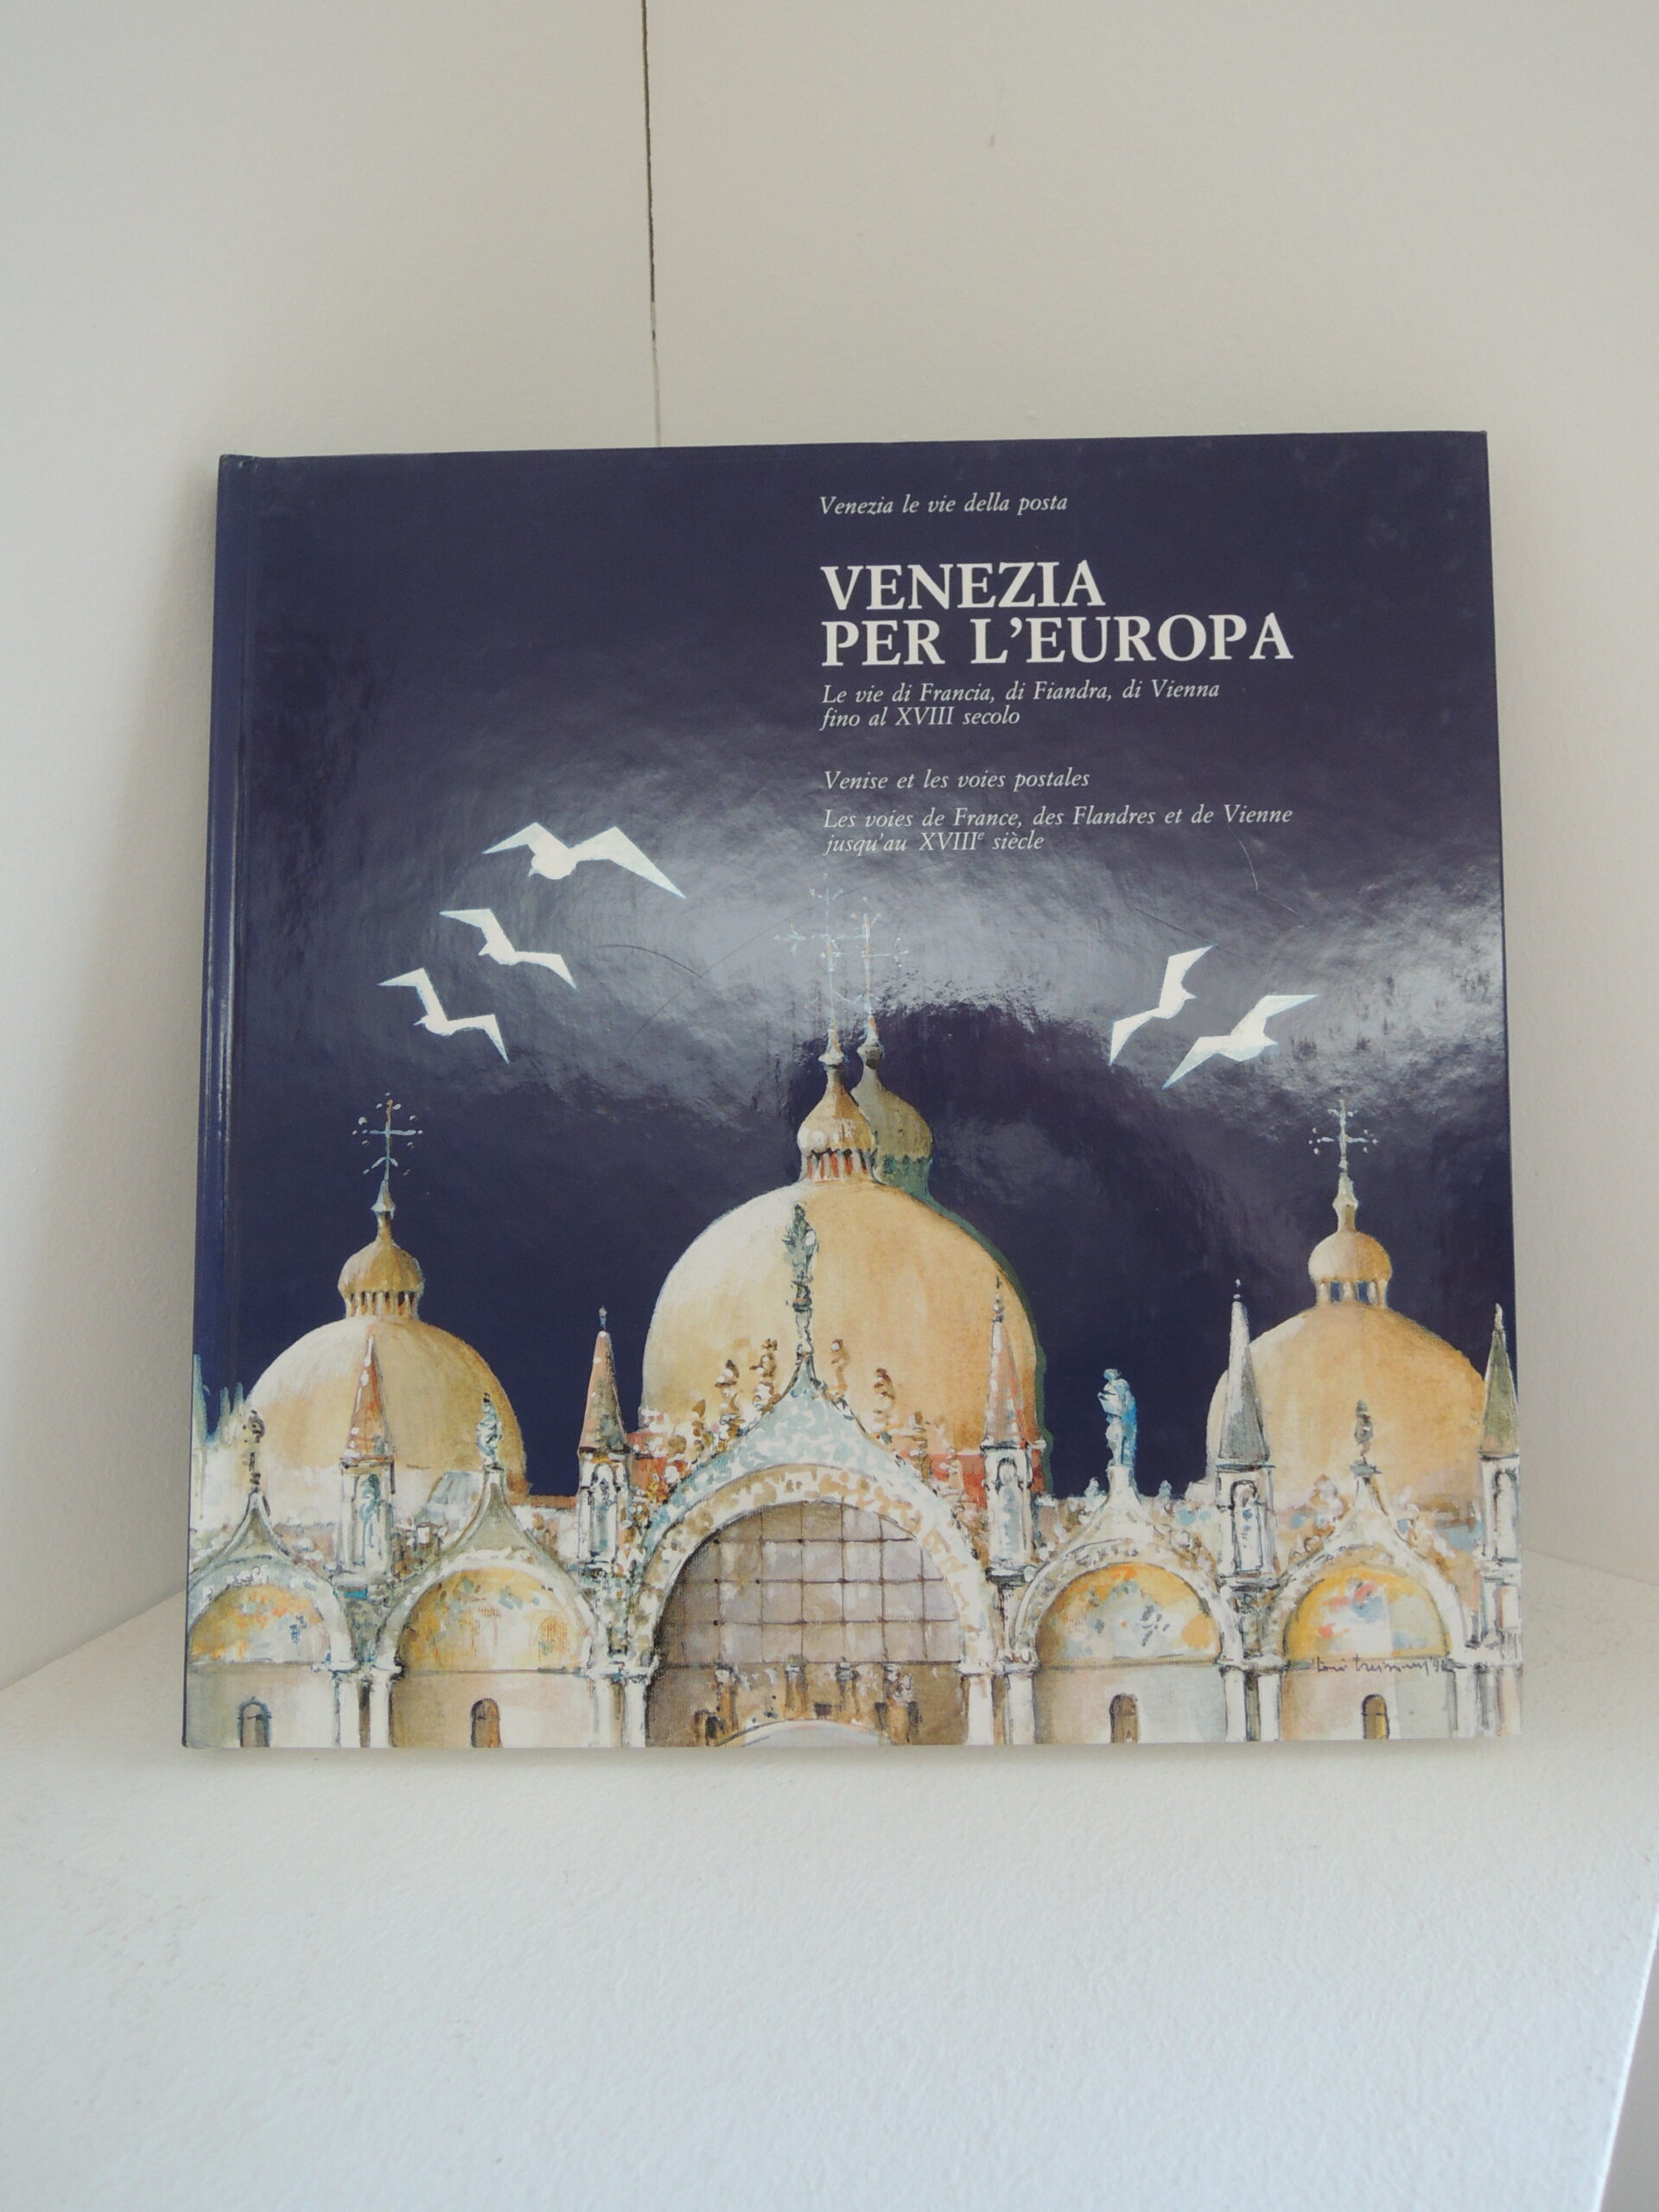 Venezia le vie della posta
VENEZIA
PER L'EUROPA
Le vie di Francia, di Fiandra, di Vienna
fino al XVIII secolo
Venise et les voies postales
Les voies de France, des Flandres et de Vienne
jusqu'au XVIIIe siècle